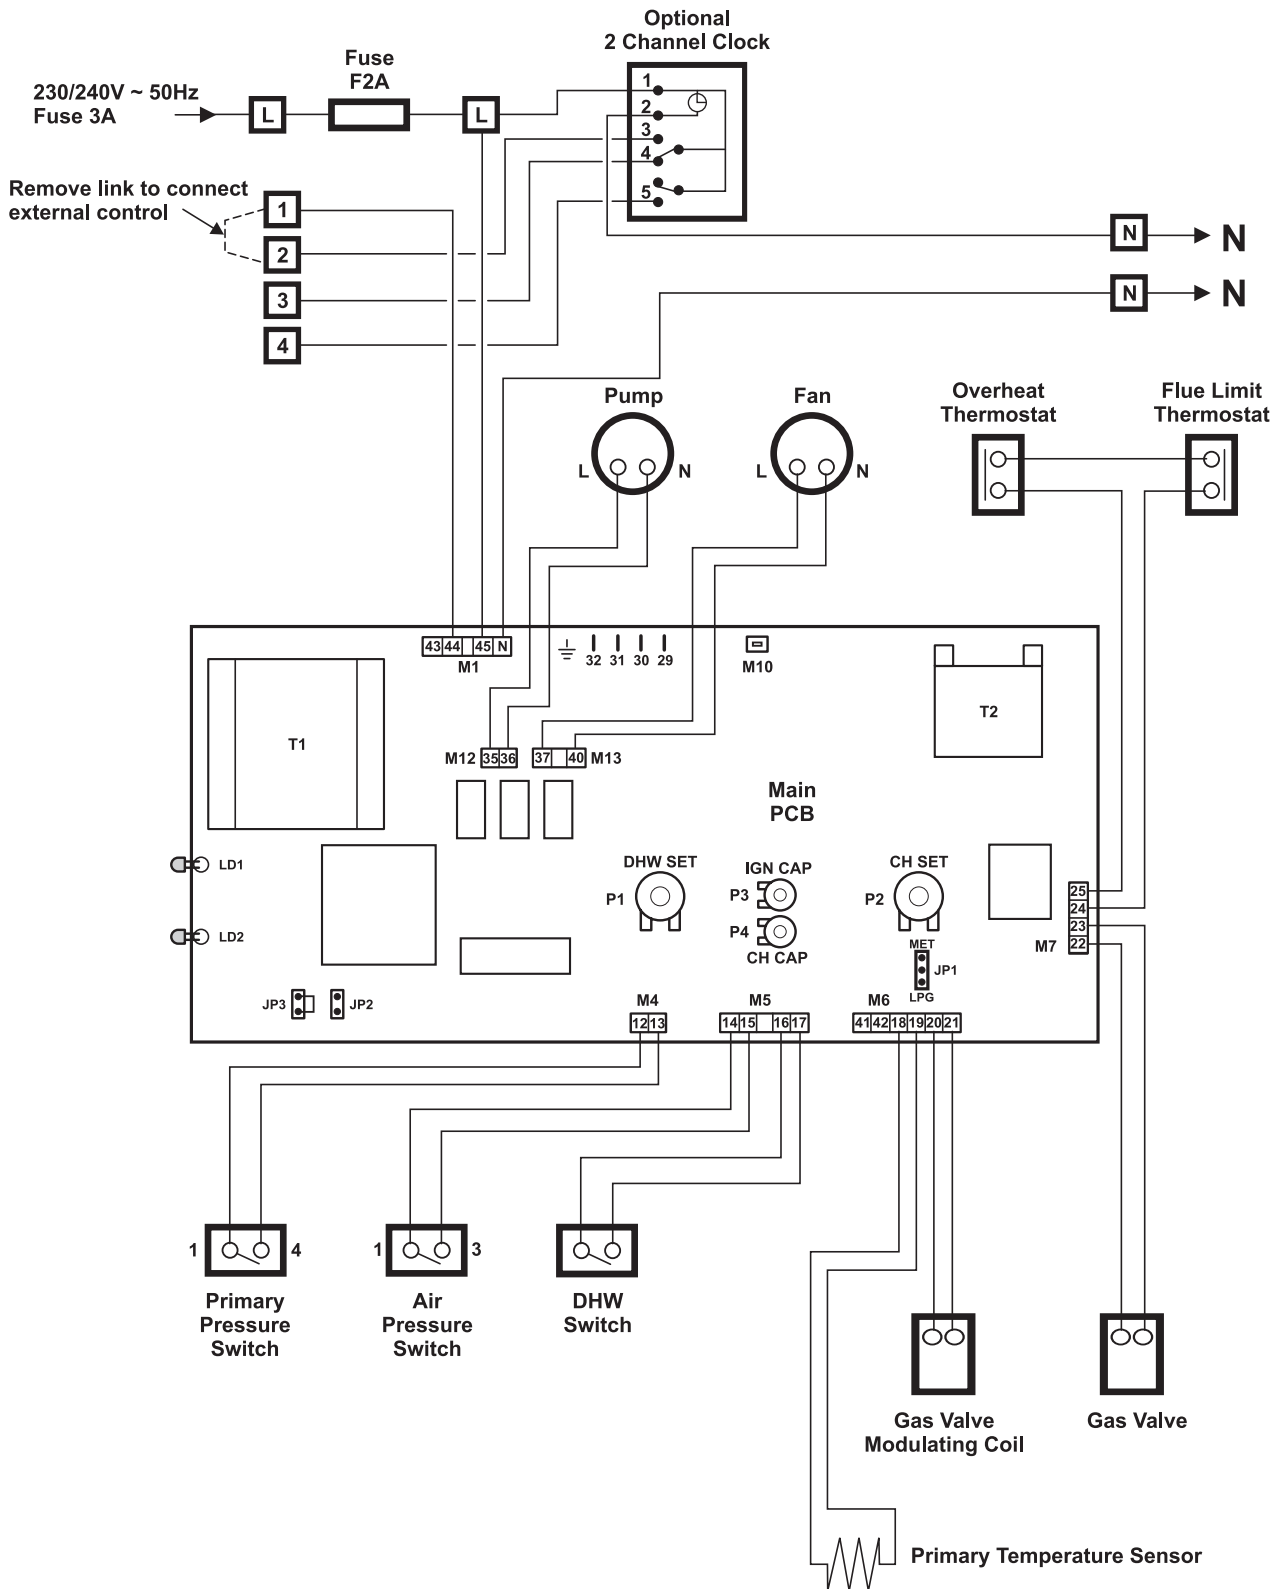 Optional
2 Channel Clock
Fuse
F2A
230/240V ~ 50Hz
Fuse 3A
L
L
1
2
3
4
5
Remove link to connect
external control
1
2
3
4
N
N
N
N
Pump
L
N
Fan
L
N
Overheat
Thermostat
Flue Limit
Thermostat
43 44 45 N
M1
32 31 30 29
M10
T1
T2
M12 35 36
37 40 M13
Main
PCB
LD1
LD2
DHW SET
P1
IGN CAP
P3
P4
CH CAP
CH SET
P2
MET
JP1
LPG
25
24
23
22
M7
JP3
JP2
M4
12 13
M5
14 15 16 17
M6
41 42 18 19 20 21
1
4
Primary
Pressure
Switch
1
3
Air
Pressure
Switch
DHW
Switch
Gas Valve
Modulating Coil
Gas Valve
Primary Temperature Sensor